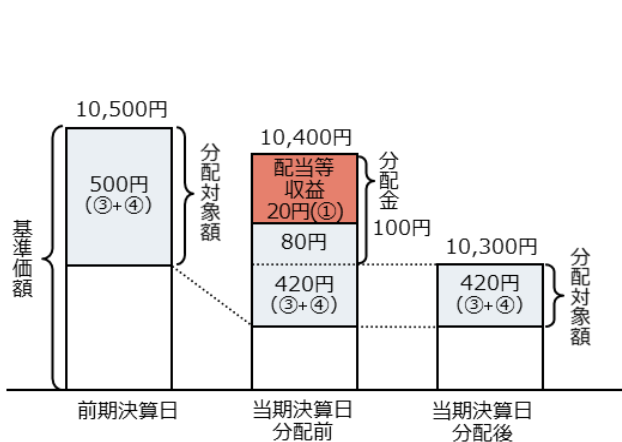 10,500円
500円
(③+④)
分配対象額
基準価額
前期決算日
10,400円
配当等
収益
20円(①)
80円
420円
(③+④)
分配金
100円
当期決算日
分配前
10,300円
420円
(③+④)
分配対象額
当期決算日
分配後